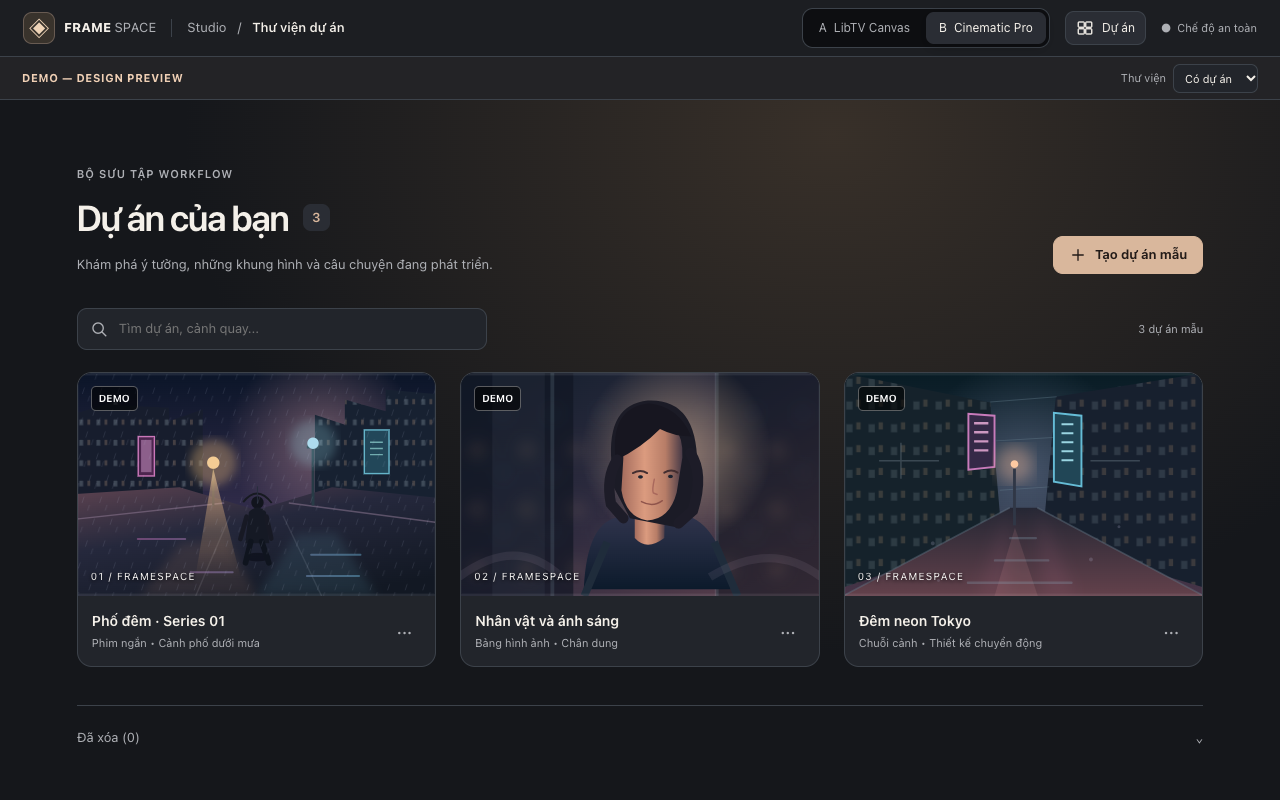 FRAME SPACE
Studio / Thư viện dự án
A LibTV Canvas
B Cinematic Pro
Dự án
Chế độ an toàn
DEMO — DESIGN PREVIEW
Thư viện
Có dự án
BỘ SƯU TẬP WORKFLOW
Dự án của bạn 3
Khám phá ý tưởng, những khung hình và câu chuyện đang phát triển.
Tạo dự án mẫu
Tìm dự án, cảnh quay...
3 dự án mẫu
DEMO
01 / FRAMESPACE
Phố đêm · Series 01
Phim ngắn • Cảnh phố dưới mưa
DEMO
02 / FRAMESPACE
Nhân vật và ánh sáng
Bảng hình ảnh • Chân dung
DEMO
03 / FRAMESPACE
Đêm neon Tokyo
Chuỗi cảnh • Thiết kế chuyển động
Đã xóa (0)